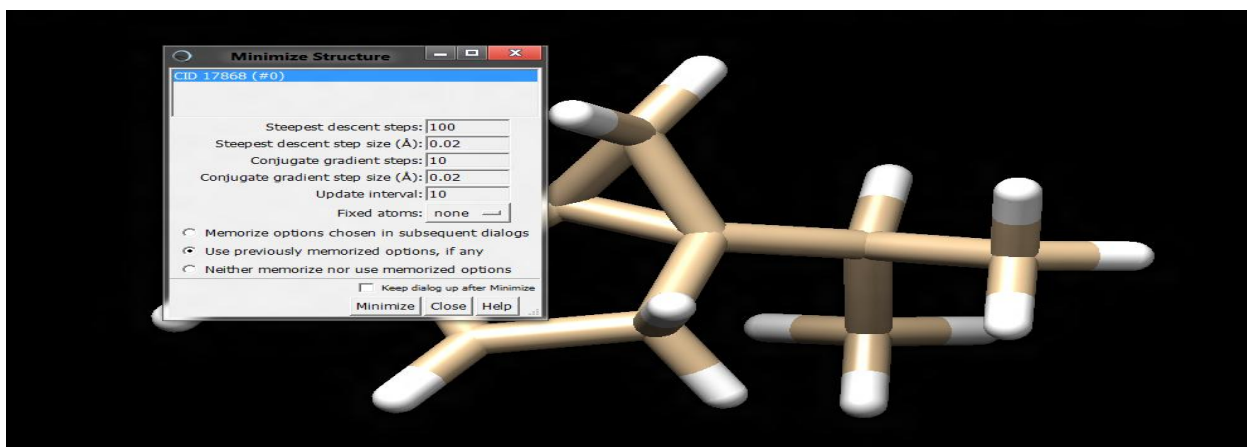 Minimize Structure
CID 17868 (#0)
Steepest descent steps: 100
Steepest descent step size (Å): 0.02
Conjugate gradient steps: 10
Conjugate gradient step size (Å): 0.02
Update interval: 10
Fixed atoms: none
Memorize options chosen in subsequent dialogs
Use previously memorized options, if any
Neither memorize nor use memorized options
Keep dialog up after Minimize
Minimize Close Help